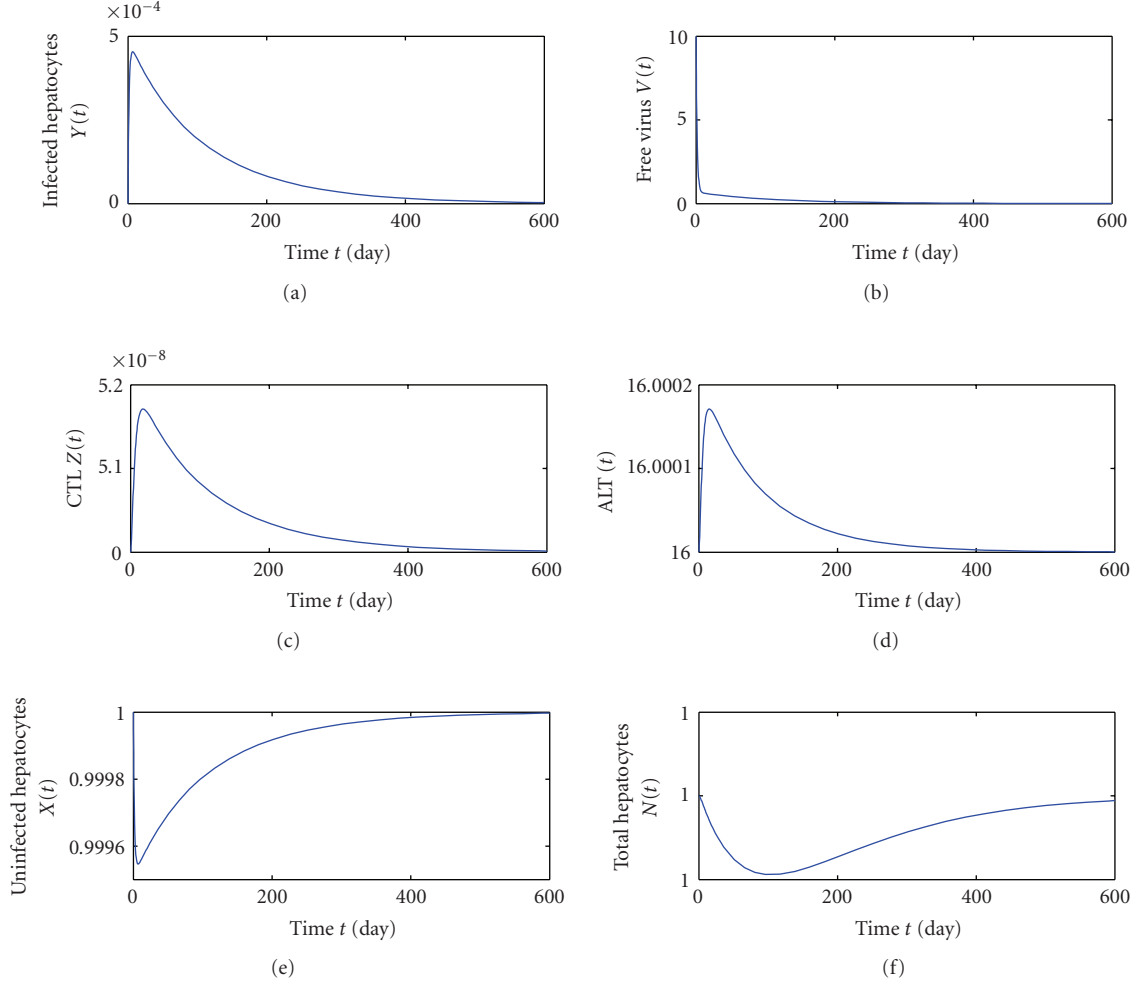 ×10−4
5
0
0
200
400
600
Infected hepatocytes
Y(t)
Time t (day)
(a)
10
5
0
0
200
400
600
Free virus V(t)
Time t (day)
(b)
×10−8
5.2
5.1
0
0
200
400
600
CTL Z(t)
Time t (day)
(c)
16.0002
16.0001
16
0
200
400
600
ALT (t)
Time t (day)
(d)
1
0.9998
0.9996
0
200
400
600
Uninfected hepatocytes
X(t)
Time t (day)
(e)
1
1
1
0
200
400
600
Total hepatocytes
N(t)
Time t (day)
(f)